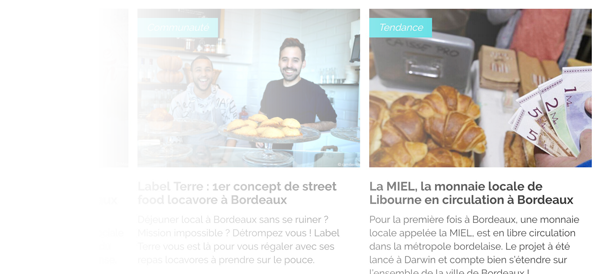 Communauté
Label Terre : 1er concept de street
food locavore à Bordeaux
Déjeuner local à Bordeaux sans se ruiner ?
Mission impossible ? Détrompez vous ! Label
Terre vous est là pour vous régaler avec ses
repas locavores à prendre sur le pouce.
Tendance
La MIEL, la monnaie locale de
Libourne en circulation à Bordeaux
Pour la première fois à Bordeaux, une monnaie
locale appelée la MIEL, est en libre circulation
dans la métropole bordelaise. Le projet à été
lancé à Darwin et compte bien s'étendre sur
l'ensemble de la ville de Bordeaux !